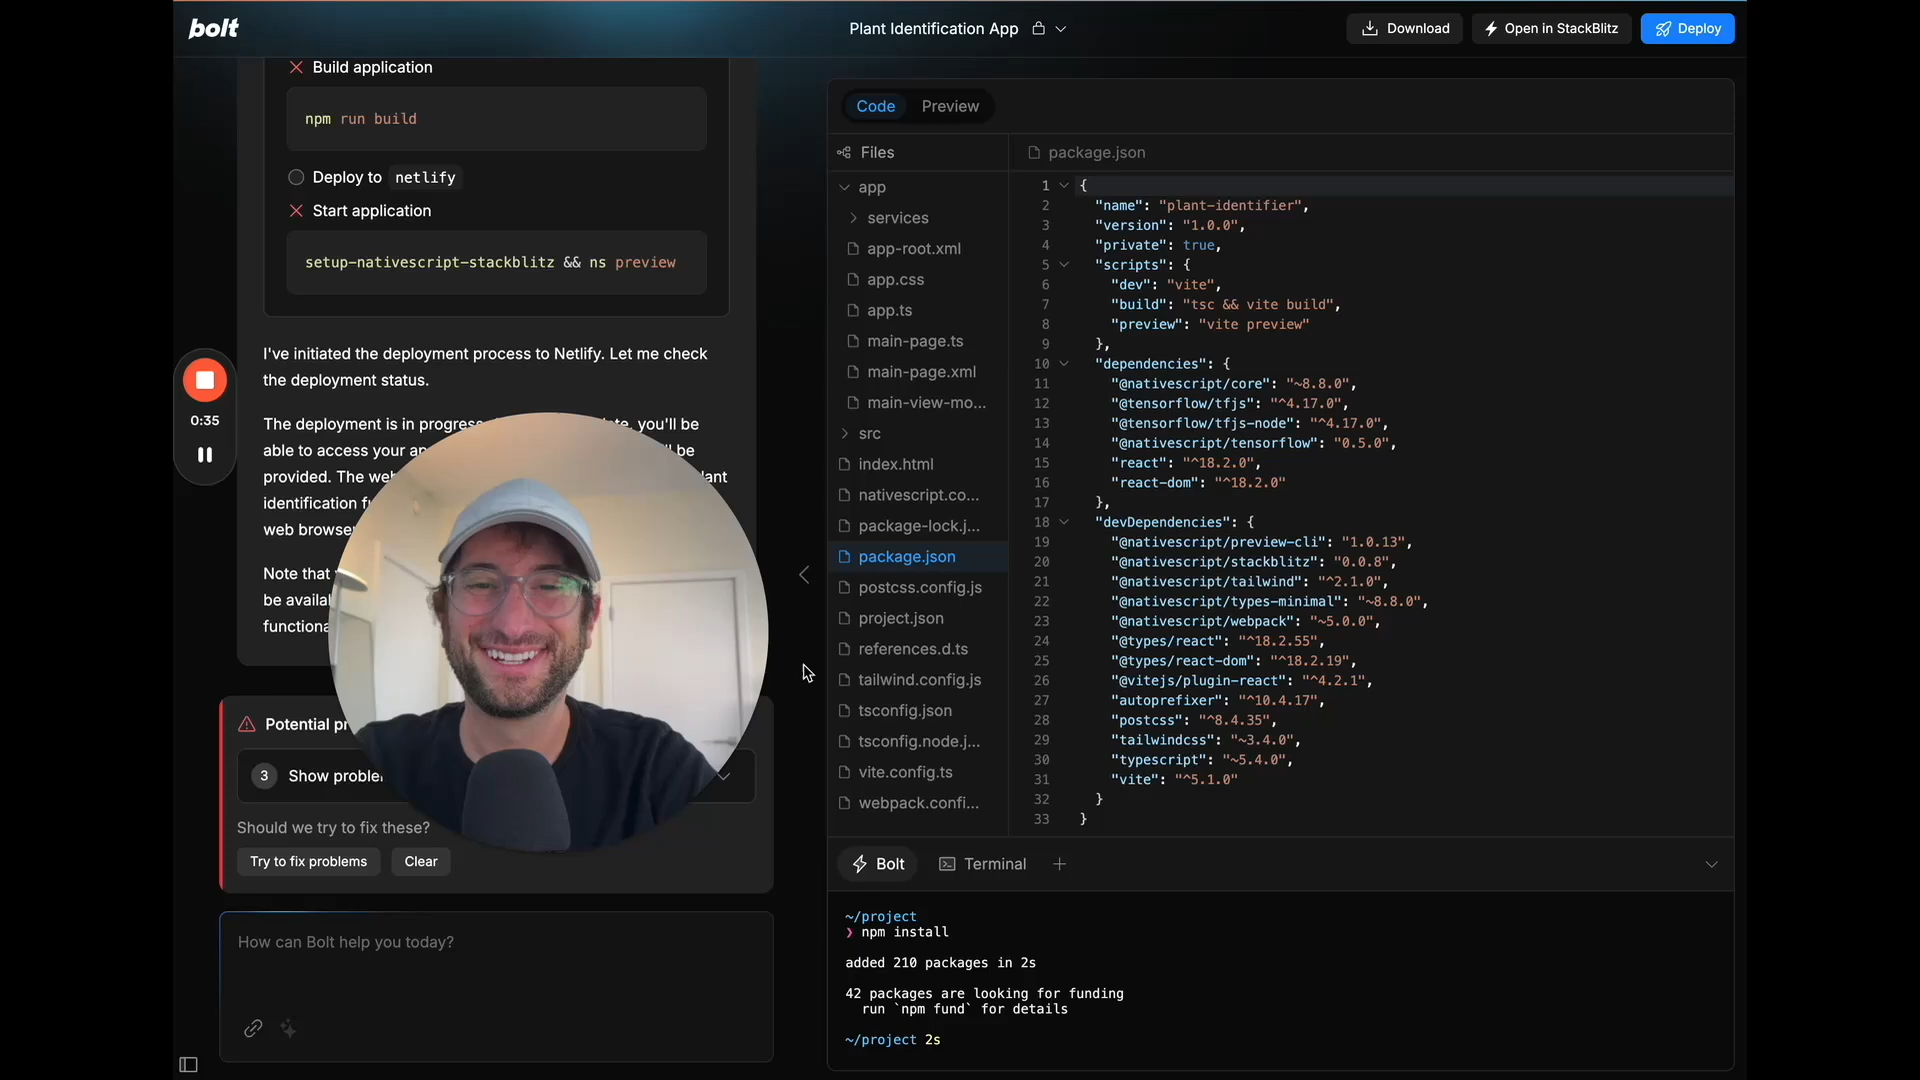 bolt
Plant Identification App
Download
Open in StackBlitz
Deploy
Build application
npm run build
Deploy to netlify
Start application
setup-nativescript-stackblitz && ns preview
I've initiated the deployment process to Netlify. Let me check
the deployment status.
The deployment is in progress
you'll be
able to access your
be
provided. The
identification
web browser
Note that
be
0:35
Potential
3 Show
Should we try to fix these?
Try to fix problems
Clear
How can Bolt help you today?
Code
Preview
Files
app
services
app-root.xml
app.css
app.ts
main-page.ts
main-page.xml
main-view-mo...
src
index.html
nativescript.co...
package-lock.j...
package.json
postcss.config.js
project.json
references.d.ts
tailwind.config.js
tsconfig.json
tsconfig.node.j...
vite.config.ts
webpack.confi...
package.json
1 {
2 "name": "plant-identifier",
3 "version": "1.0.0",
4 "private": true,
5 "scripts": {
6 "dev": "vite",
7 "build": "tsc && vite build",
8 "preview": "vite preview"
9 },
10 "dependencies": {
11 "@nativescript/core": "~8.8.0",
12 "@tensorflow/tfjs": "^4.17.0",
13 "@tensorflow/tfjs-node": "^4.17.0",
14 "@nativescript/tensorflow": "0.5.0",
15 "react": "^18.2.0",
16 "react-dom": "^18.2.0"
17 },
18 "devDependencies": {
19 "@nativescript/preview-cli": "1.0.13",
20 "@nativescript/stackblitz": "0.0.8",
21 "@nativescript/tailwind": "^2.1.0",
22 "@nativescript/types-minimal": "~8.8.0",
23 "@nativescript/webpack": "~5.0.0",
24 "@types/react": "^18.2.55",
25 "@types/react-dom": "^18.2.19",
26 "@vitejs/plugin-react": "^4.2.1",
27 "autoprefixer": "^10.4.17",
28 "postcss": "^8.4.35",
29 "tailwindcss": "~3.4.0",
30 "typescript": "~5.4.0",
31 "vite": "^5.1.0"
32 }
33 }
Bolt
Terminal
~/project
❯ npm install
added 210 packages in 2s
42 packages are looking for funding
run `npm fund` for details
~/project 2s